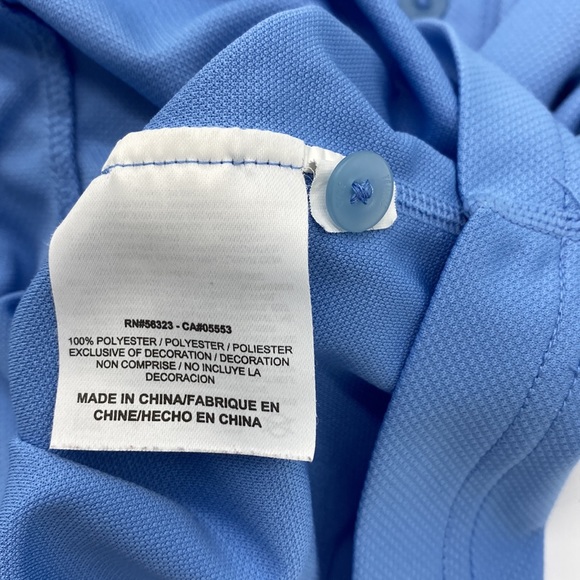 RN#56323 - CA#05553
100% POLYESTER / POLYESTER / POLIESTER
EXCLUSIVE OF DECORATION / DECORATION
NON COMPRISE / NO INCLUYE LA
DECORACION
MADE IN CHINA/FABRIQUE EN
CHINE/HECHO EN CHINA